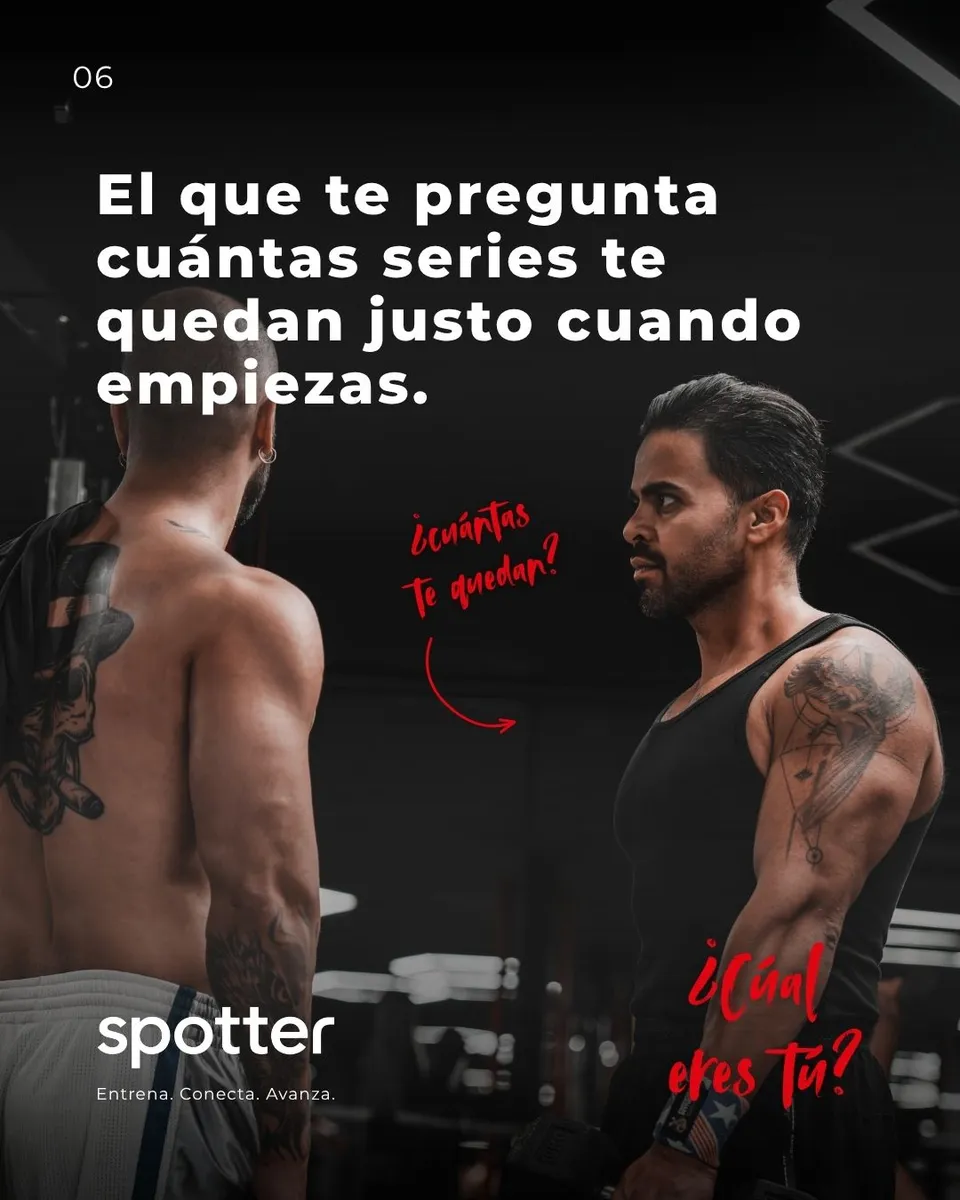 06
El que te pregunta
cuántas series te
quedan justo cuando
empiezas.
¿cuántas
te quedan?
¿Cúal
eres tú?
spotter
Entrena. Conecta. Avanza.